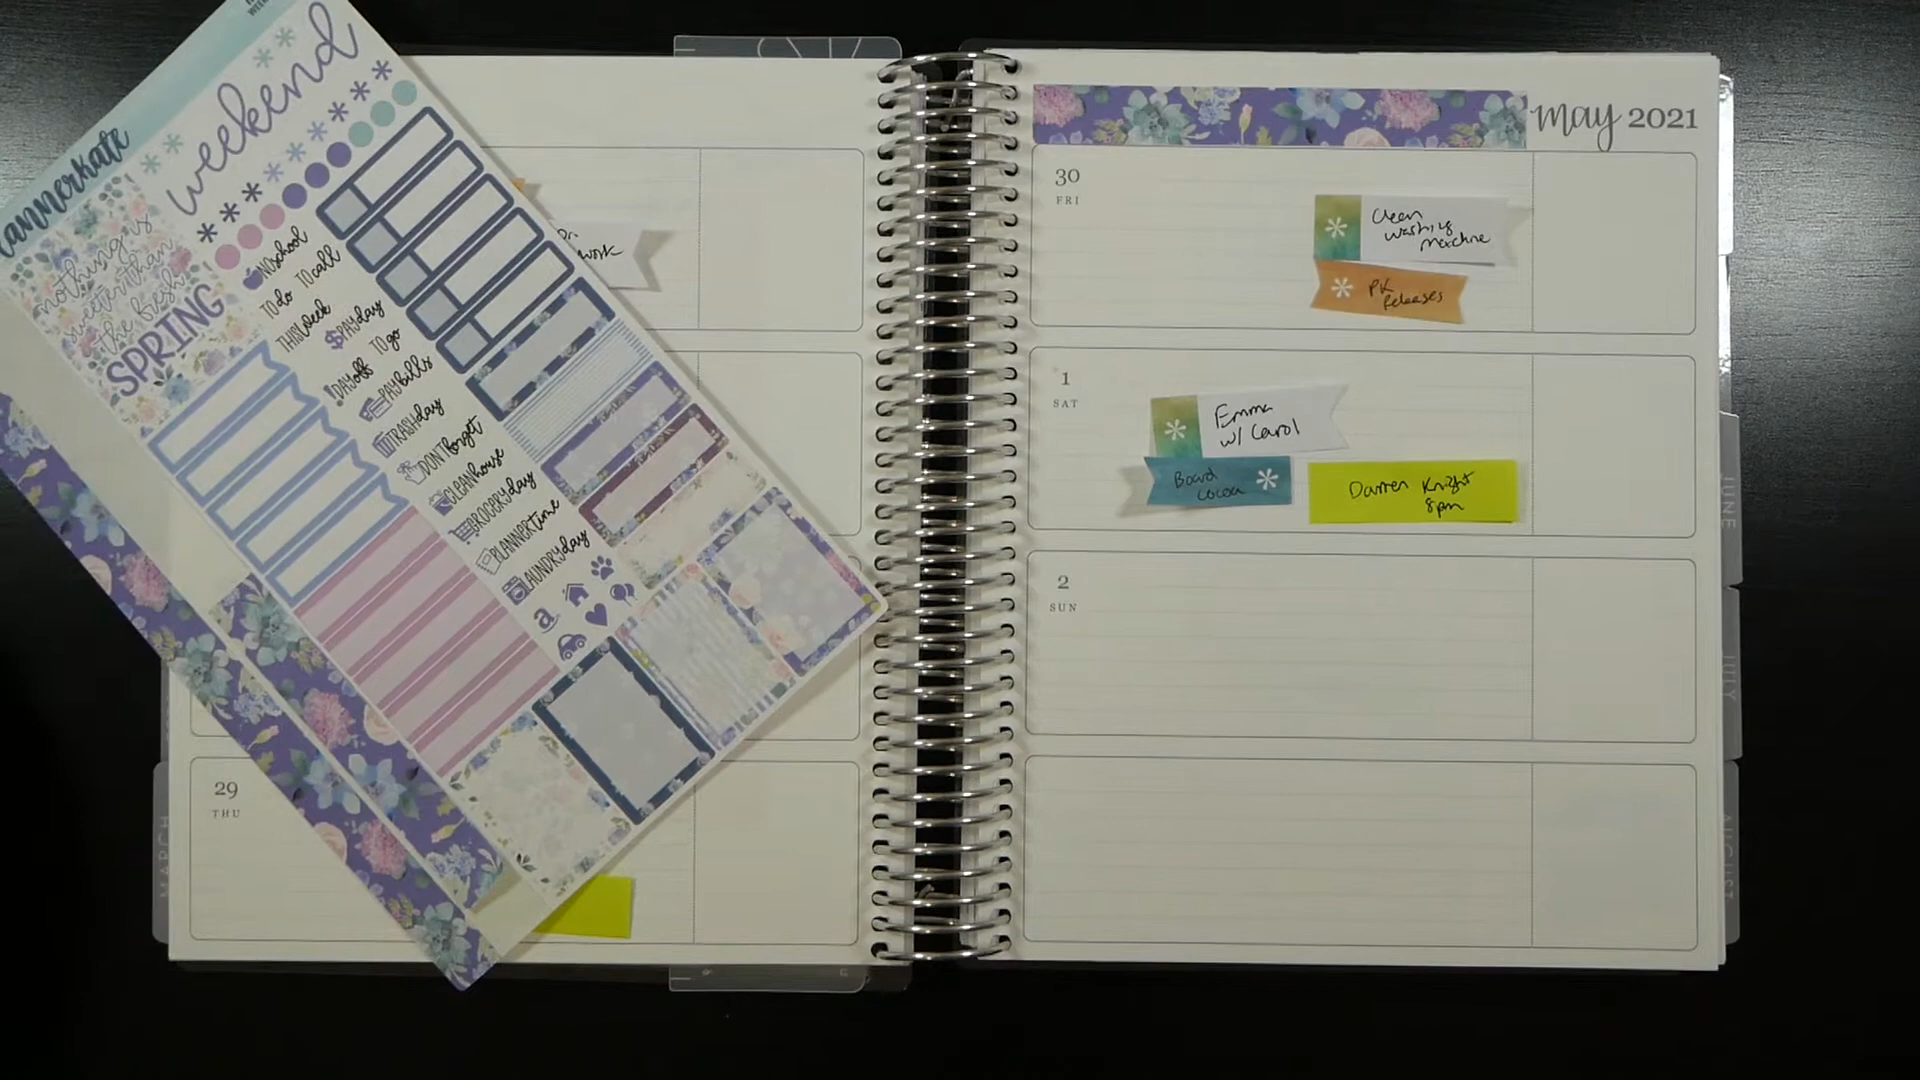 weekend
nothing is
sweeter than
the fresh
SPRING
NO school
TO do
TO call
THIS week
$ PAY day
DAY off
TO go
PAY bills
TRASH day
DON'T forget
CLEAN house
GROCERY day
PLANNER time
LAUNDRY day
a
work
29
THU
MARCH
may 2021
30
FRI
Clean
washing
machine
PK
Releases
1
SAT
Emma
w/ Carol
Board
cocoa
Darren Knight
8pm
2
SUN
JUNE
JULY
AUGUST